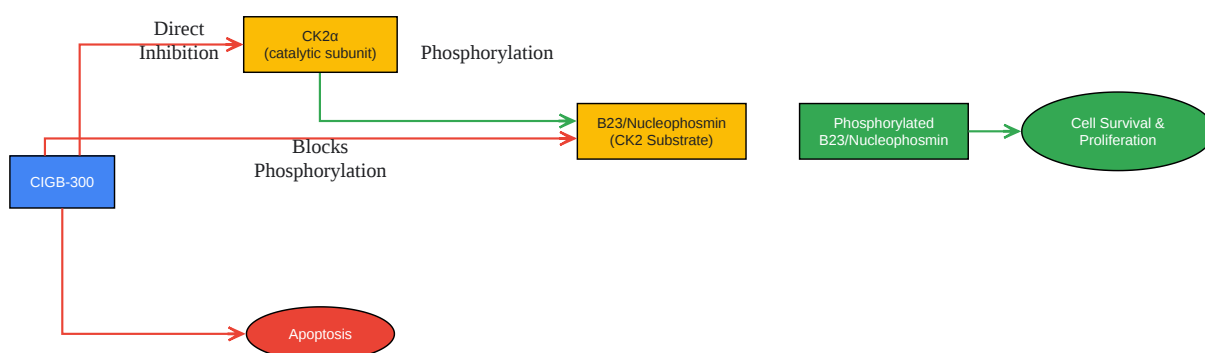 Direct
Inhibition
CK2α
(catalytic subunit)
Phosphorylation
B23/Nucleophosmin
(CK2 Substrate)
Phosphorylated
B23/Nucleophosmin
Cell Survival &
Proliferation
Blocks
Phosphorylation
CIGB-300
Apoptosis